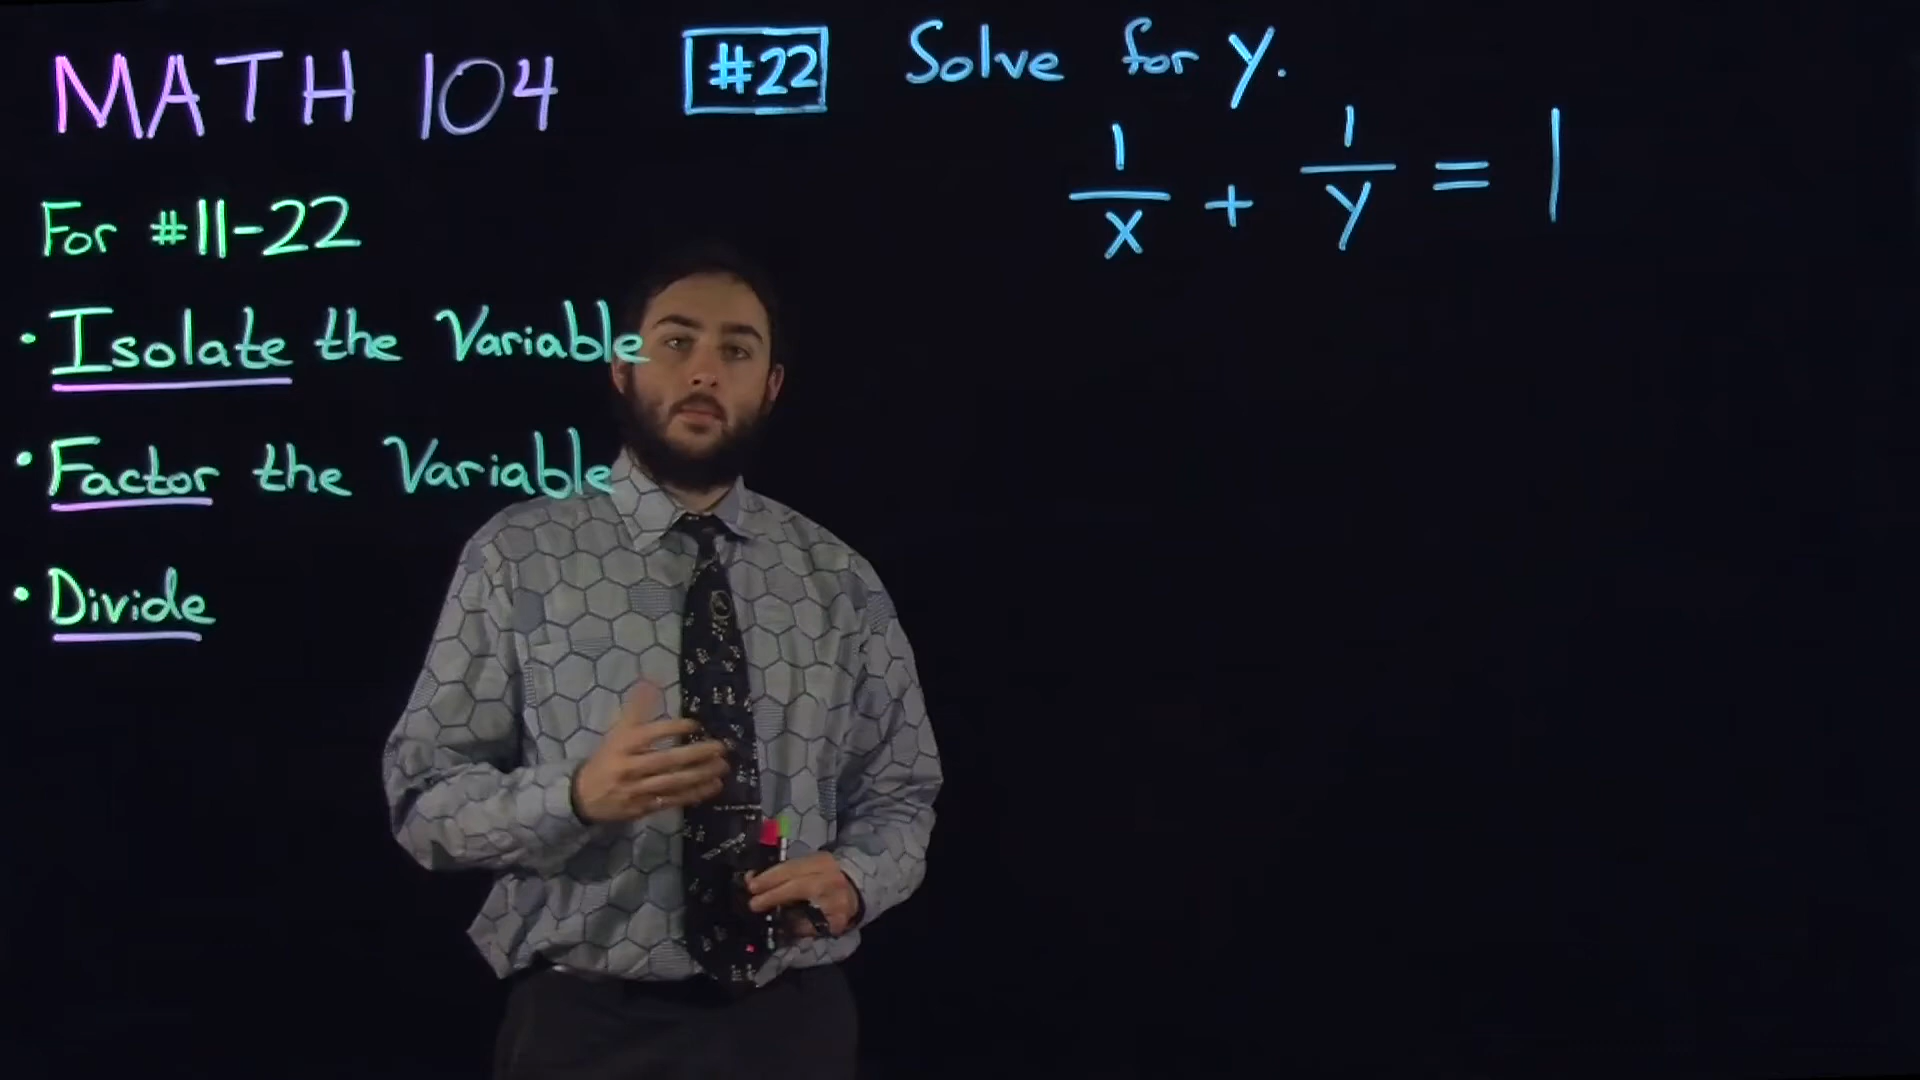 MATH 104
For #11-22
• Isolate the Variable
• Factor the Variable
• Divide
#22 Solve for y.
1/x + 1/y = 1